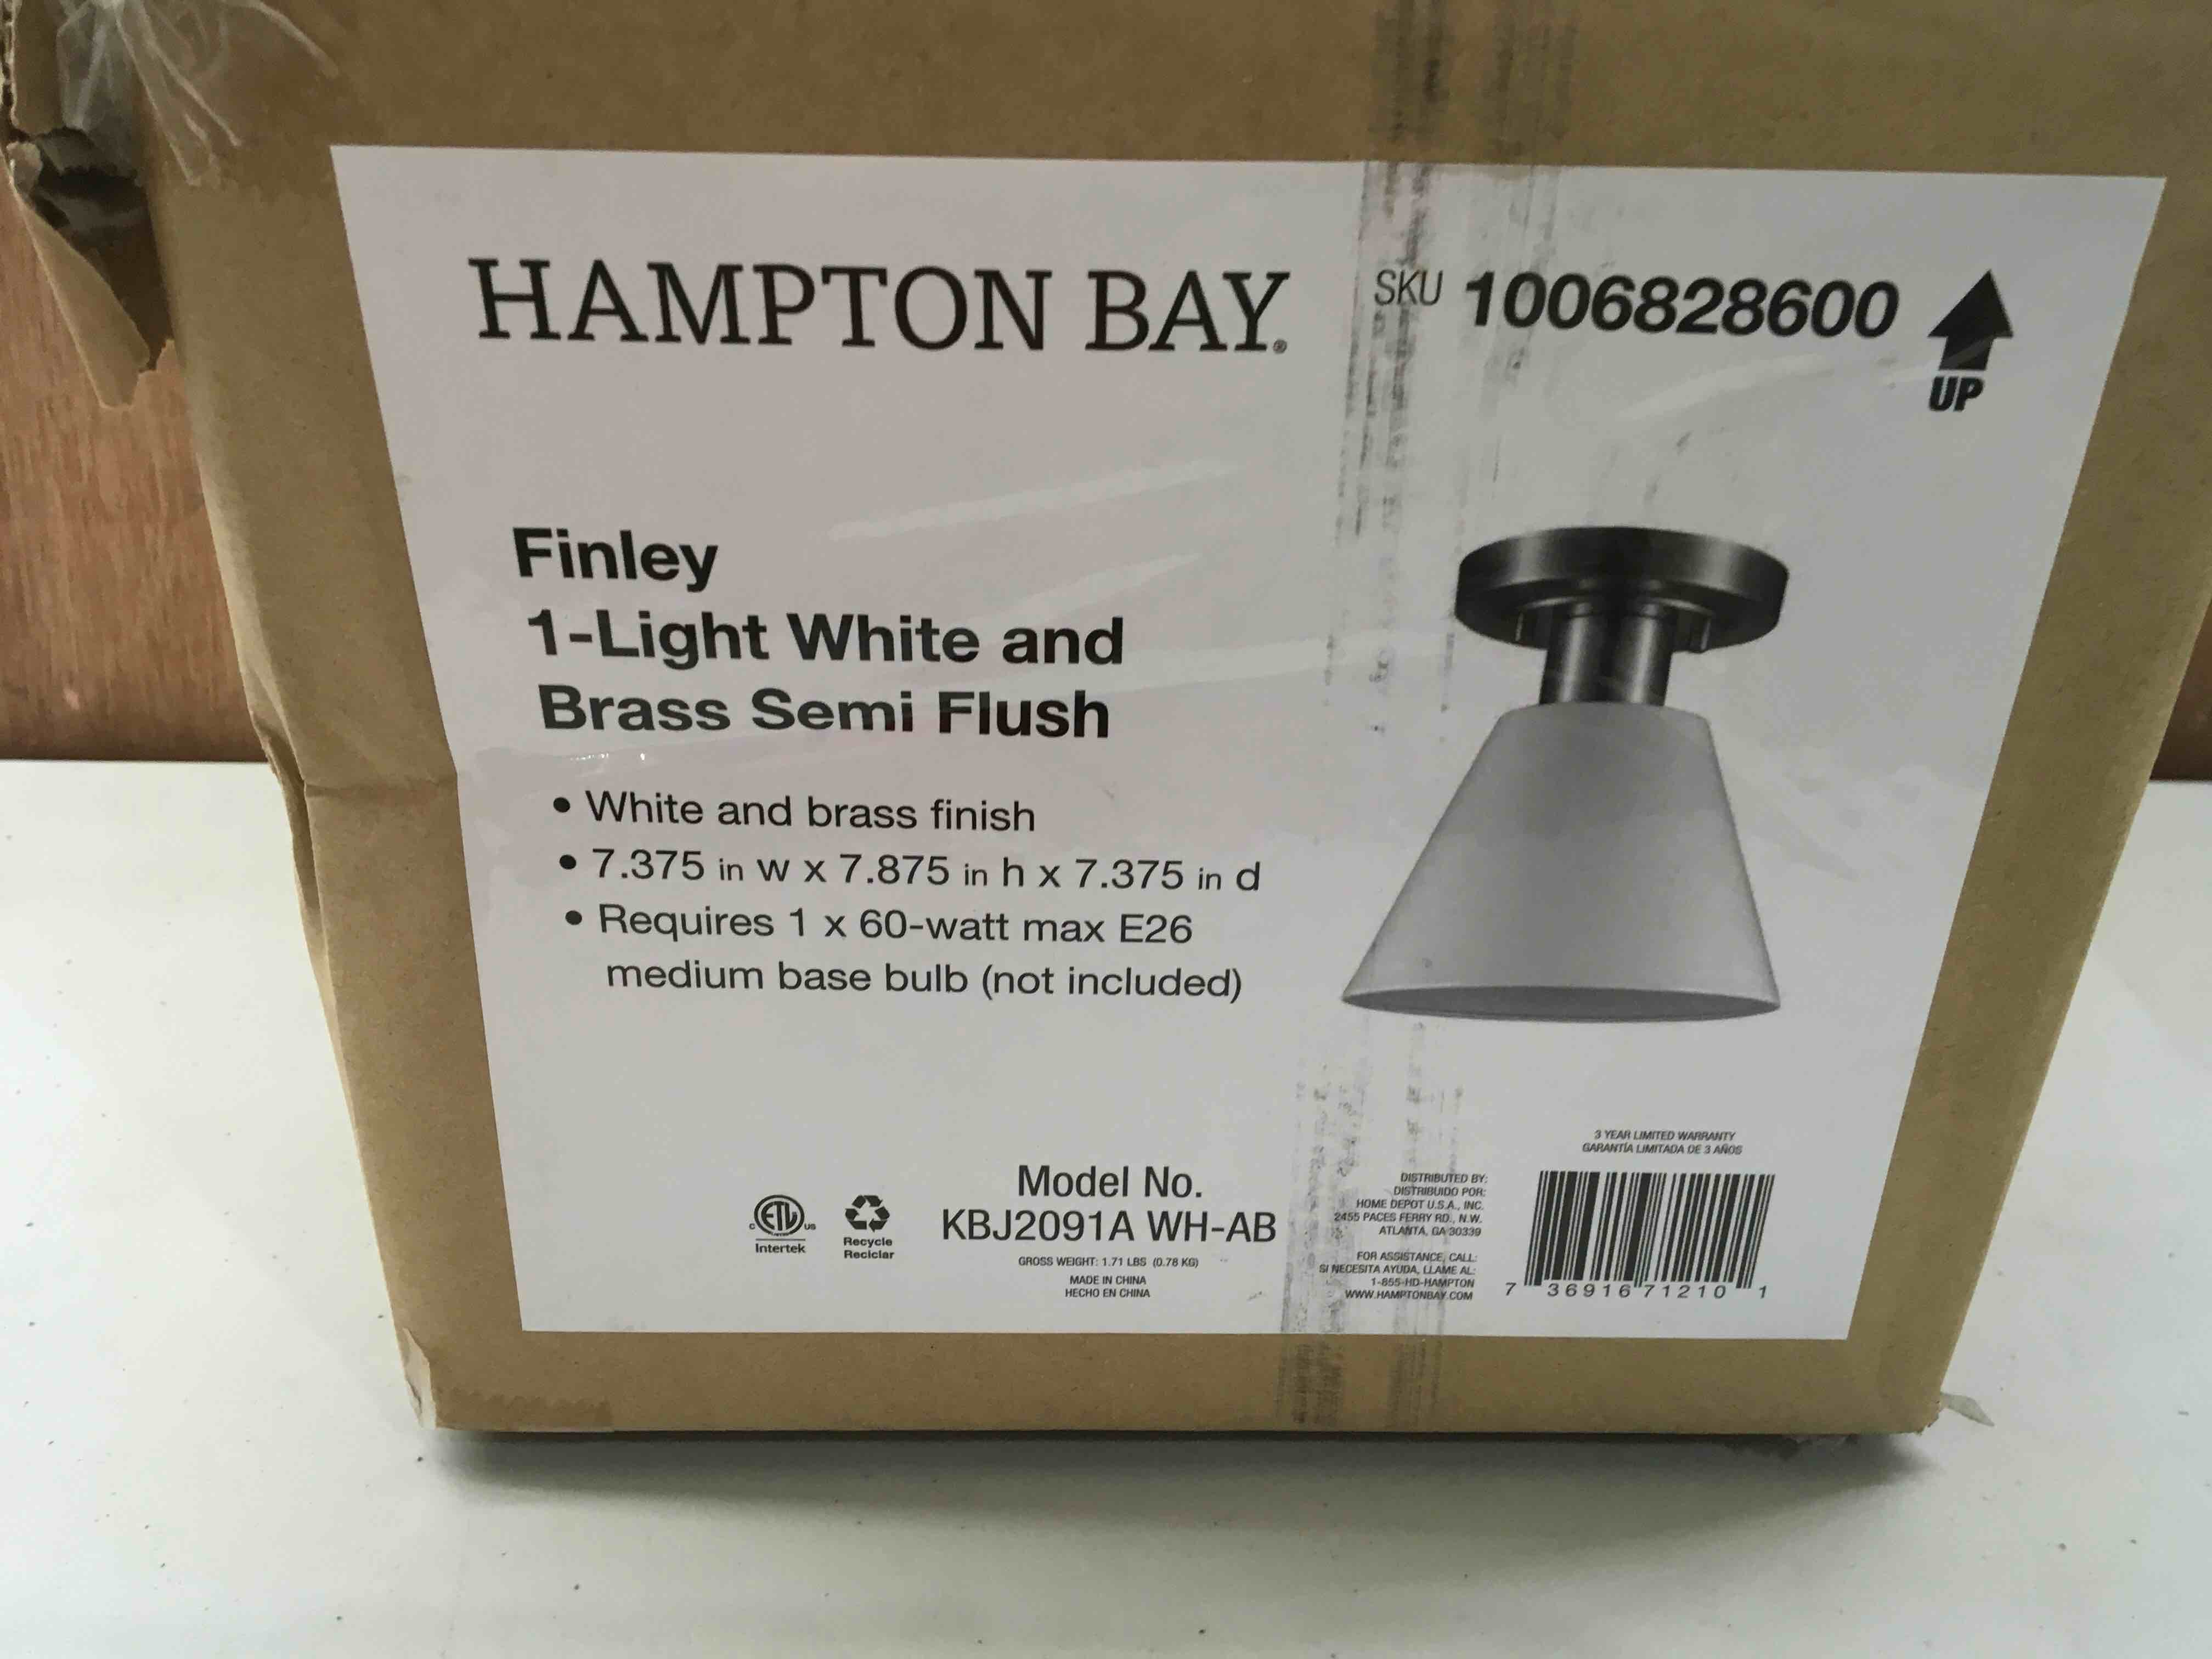 HAMPTON BAY®
SKU 1006828600
UP
Finley
1-Light White and
Brass Semi Flush
• White and brass finish
• 7.375 in w x 7.875 in h x 7.375 in d
• Requires 1 x 60-watt max E26
medium base bulb (not included)
C ETL US
Intertek
Recycle
Reciclar
Model No.
KBJ2091A WH-AB
GROSS WEIGHT: 1.71 LBS (0.78 KG)
MADE IN CHINA
HECHO EN CHINA
DISTRIBUTED BY:
DISTRIBUIDO POR:
HOME DEPOT U.S.A., INC.
2455 PACES FERRY RD., N.W.
ATLANTA, GA 30339
FOR ASSISTANCE, CALL:
SI NECESITA AYUDA, LLAME AL:
1-855-HD-HAMPTON
WWW.HAMPTONBAY.COM
3 YEAR LIMITED WARRANTY
GARANTÍA LIMITADA DE 3 AÑOS
7 36916 71210 1